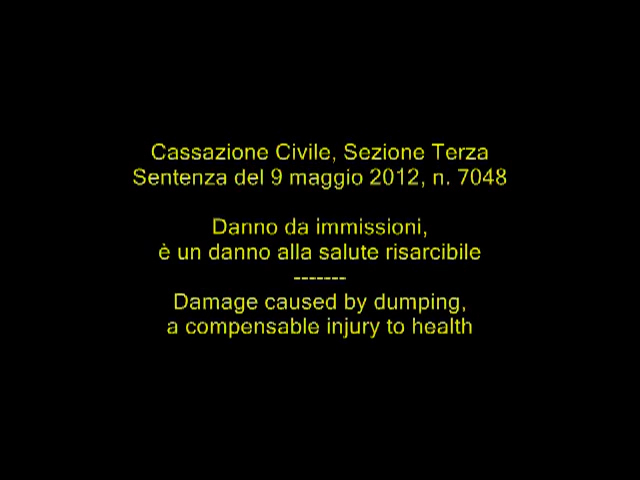 Cassazione Civile, Sezione Terza
Sentenza del 9 maggio 2012, n. 7048
Danno da immissioni,
è un danno alla salute risarcibile
-------
Damage caused by dumping,
a compensable injury to health